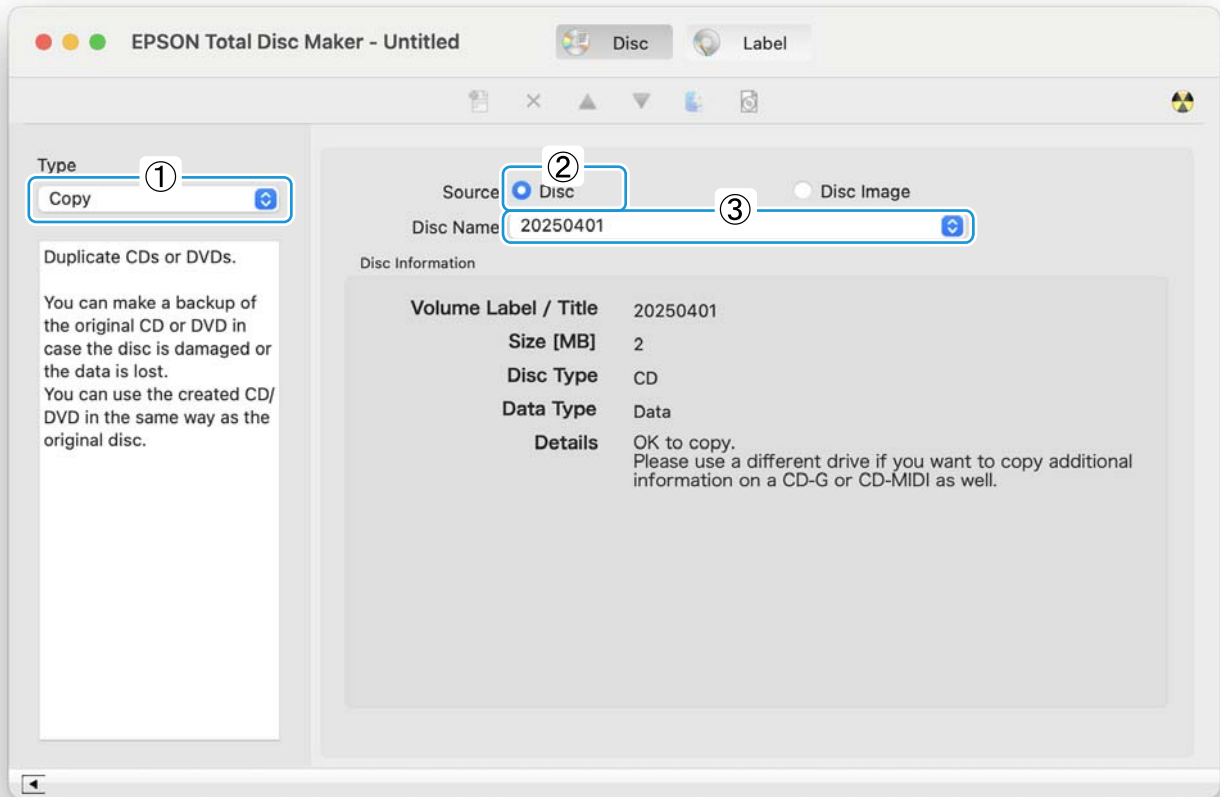 EPSON Total Disc Maker - Untitled
Disc
Label
Type
①
Copy
Duplicate CDs or DVDs.
You can make a backup of
the original CD or DVD in
case the disc is damaged or
the data is lost.
You can use the created CD/
DVD in the same way as the
original disc.
②
Source Disc Disc Image
③
Disc Name 20250401
Disc Information
Volume Label / Title 20250401
Size [MB] 2
Disc Type CD
Data Type Data
Details OK to copy.
Please use a different drive if you want to copy additional
information on a CD-G or CD-MIDI as well.